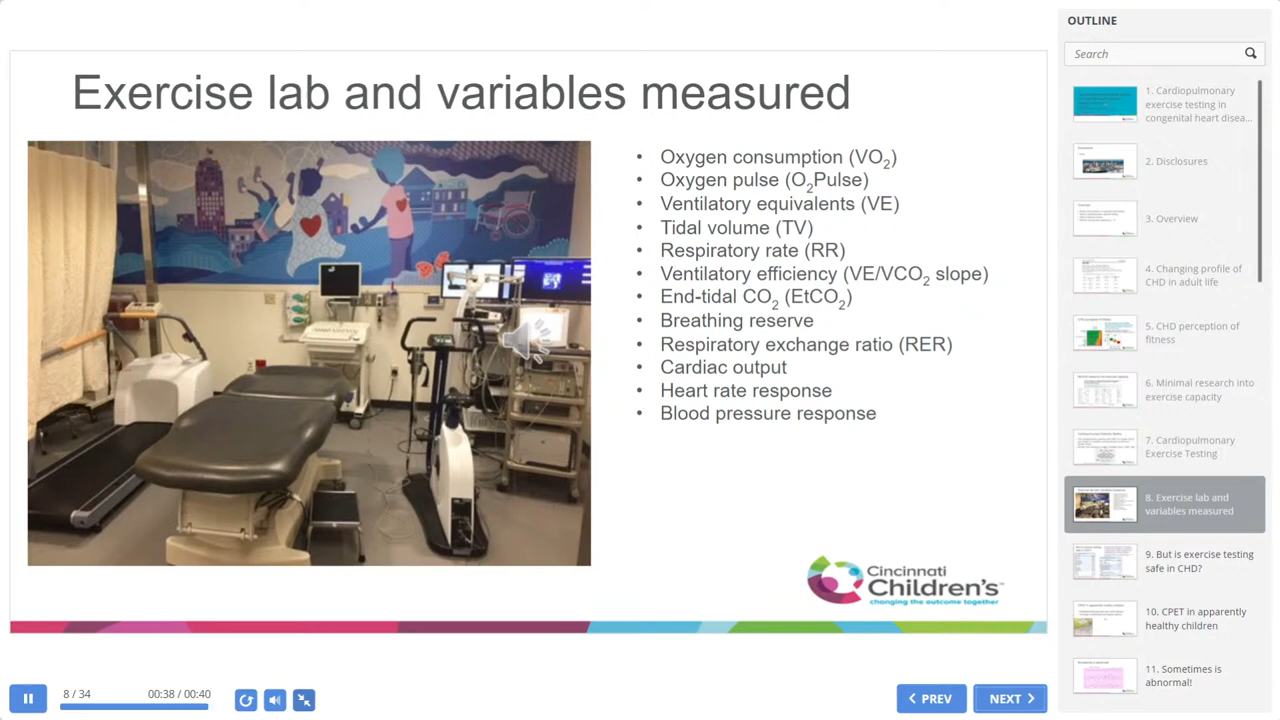 Exercise lab and variables measured
• Oxygen consumption (VO2)
• Oxygen pulse (O2Pulse)
• Ventilatory equivalents (VE)
• Tidal volume (TV)
• Respiratory rate (RR)
• Ventilatory efficiency (VE/VCO2 slope)
• End-tidal CO2 (EtCO2)
• Breathing reserve
• Respiratory exchange ratio (RER)
• Cardiac output
• Heart rate response
• Blood pressure response
Cincinnati
Children's™
changing the outcome together
8 / 34
00:38 / 00:40
PREV
NEXT
OUTLINE
Search
1. Cardiopulmonary
exercise testing in
congenital heart disea...
2. Disclosures
3. Overview
4. Changing profile of
CHD in adult life
5. CHD perception of
fitness
6. Minimal research into
exercise capacity
7. Cardiopulmonary
Exercise Testing
8. Exercise lab and
variables measured
9. But is exercise testing
safe in CHD?
10. CPET in apparently
healthy children
11. Sometimes is
abnormal!